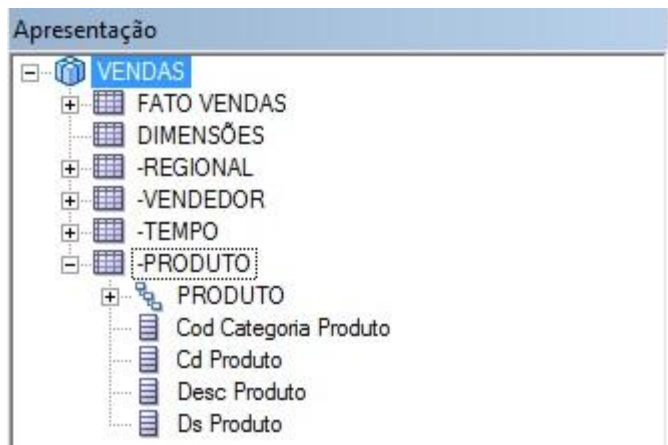 Apresentação
VENDAS
FATO VENDAS
DIMENSÕES
-REGIONAL
-VENDEDOR
-TEMPO
-PRODUTO
PRODUTO
Cod Categoria Produto
Cd Produto
Desc Produto
Ds Produto